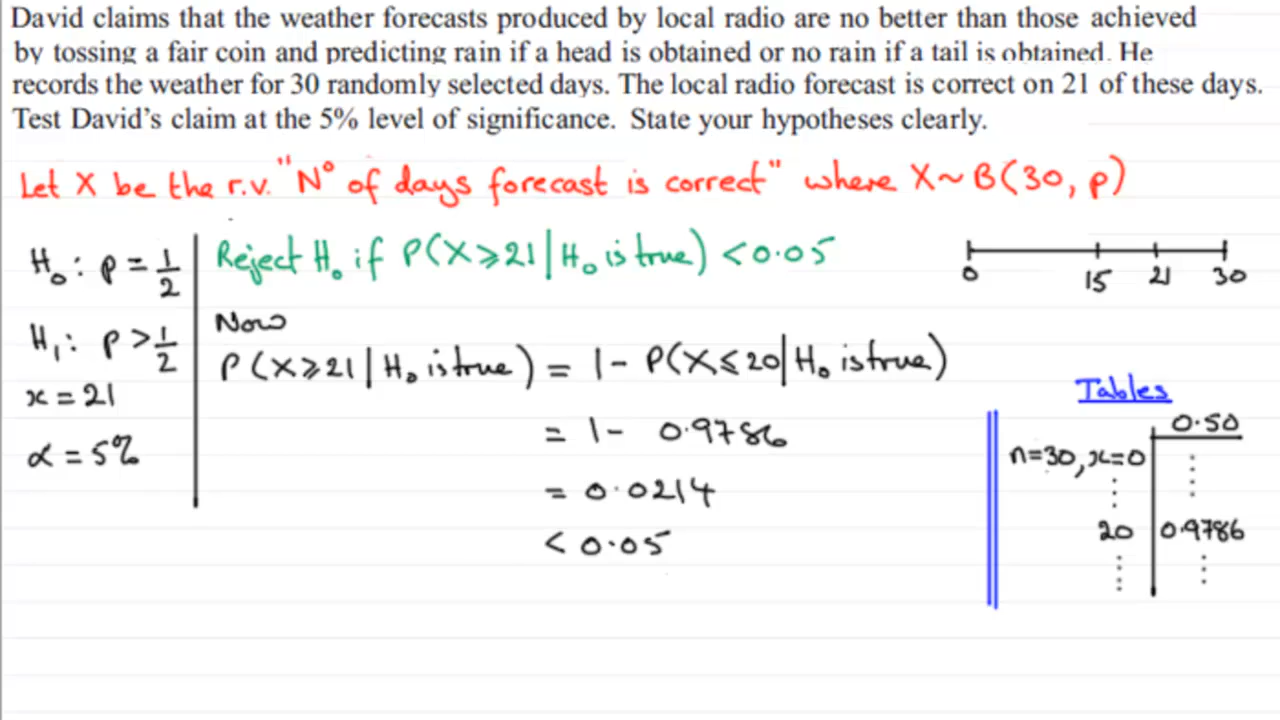 David claims that the weather forecasts produced by local radio are no better than those achieved
by tossing a fair coin and predicting rain if a head is obtained or no rain if a tail is obtained. He
records the weather for 30 randomly selected days. The local radio forecast is correct on 21 of these days.
Test David's claim at the 5% level of significance. State your hypotheses clearly.
Let X be the r.v. "Nº of days forecast is correct" where X ~ B(30, p)
H₀ : p = 1/2
H₁ : p > 1/2
x = 21
α = 5%
Reject H₀ if P(X ≥ 21 | H₀ is true) < 0.05
Now
P(X ≥ 21 | H₀ is true) = 1 - P(X ≤ 20 | H₀ is true)
= 1 - 0.9786
= 0.0214
< 0.05
0 15 21 30
Tables
0.50
n=30, x=0 ⋮
⋮
20 0.9786
⋮ ⋮